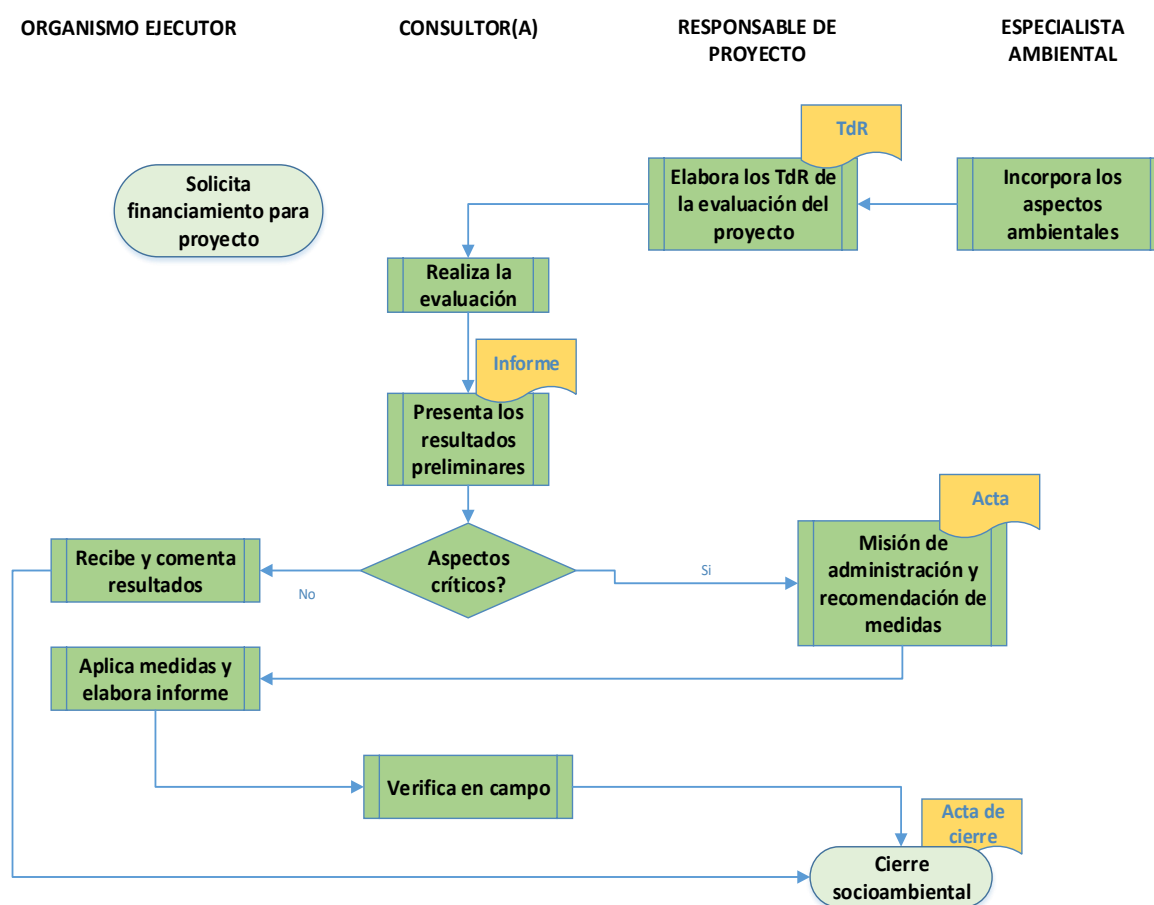 ORGANISMO EJECUTOR
CONSULTOR(A)
RESPONSABLE DE
PROYECTO
ESPECIALISTA
AMBIENTAL
TdR
Solicita
financiamiento para
proyecto
Elabora los TdR de
la evaluación del
proyecto
Incorpora los
aspectos
ambientales
Realiza la
evaluación
Informe
Presenta los
resultados
preliminares
Acta
Recibe y comenta
resultados
No
Aspectos
críticos?
Si
Misión de
administración y
recomendación de
medidas
Aplica medidas y
elabora informe
Verifica en campo
Acta de
cierre
Cierre
socioambiental